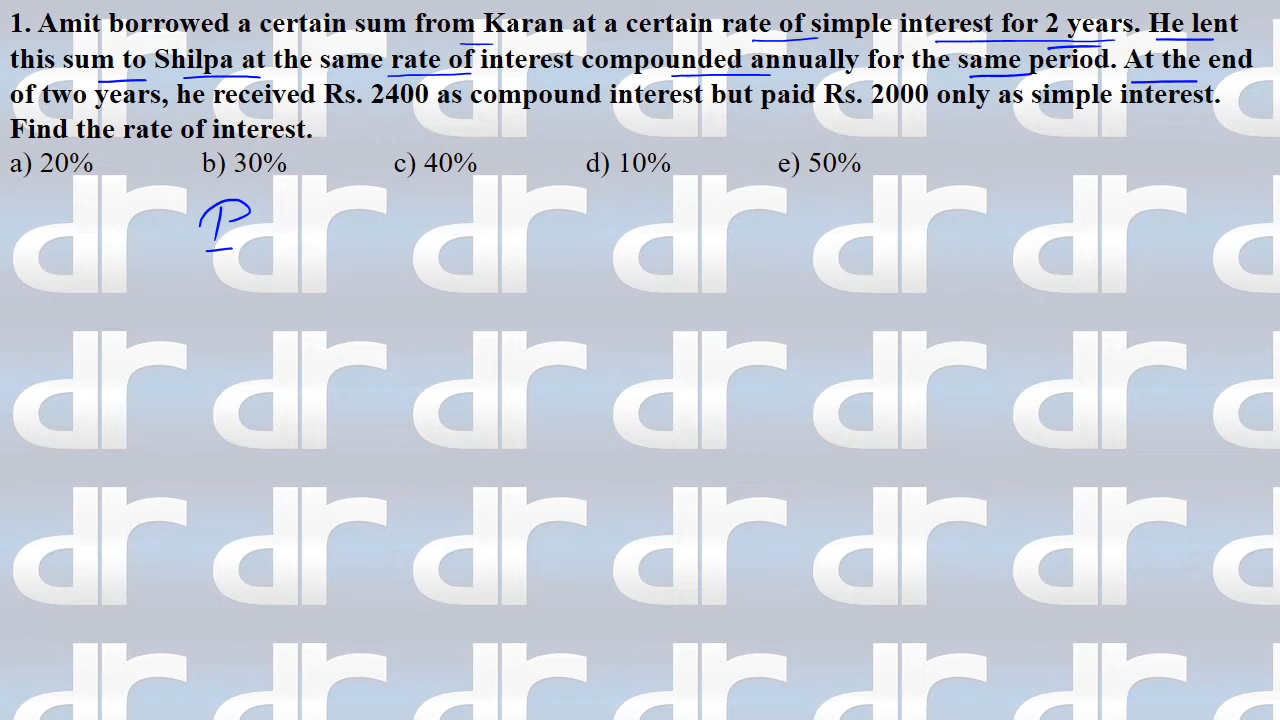 1. Amit borrowed a certain sum from Karan at a certain rate of simple interest for 2 years. He lent
this sum to Shilpa at the same rate of interest compounded annually for the same period. At the end
of two years, he received Rs. 2400 as compound interest but paid Rs. 2000 only as simple interest.
Find the rate of interest.
a) 20% b) 30% c) 40% d) 10% e) 50%
P